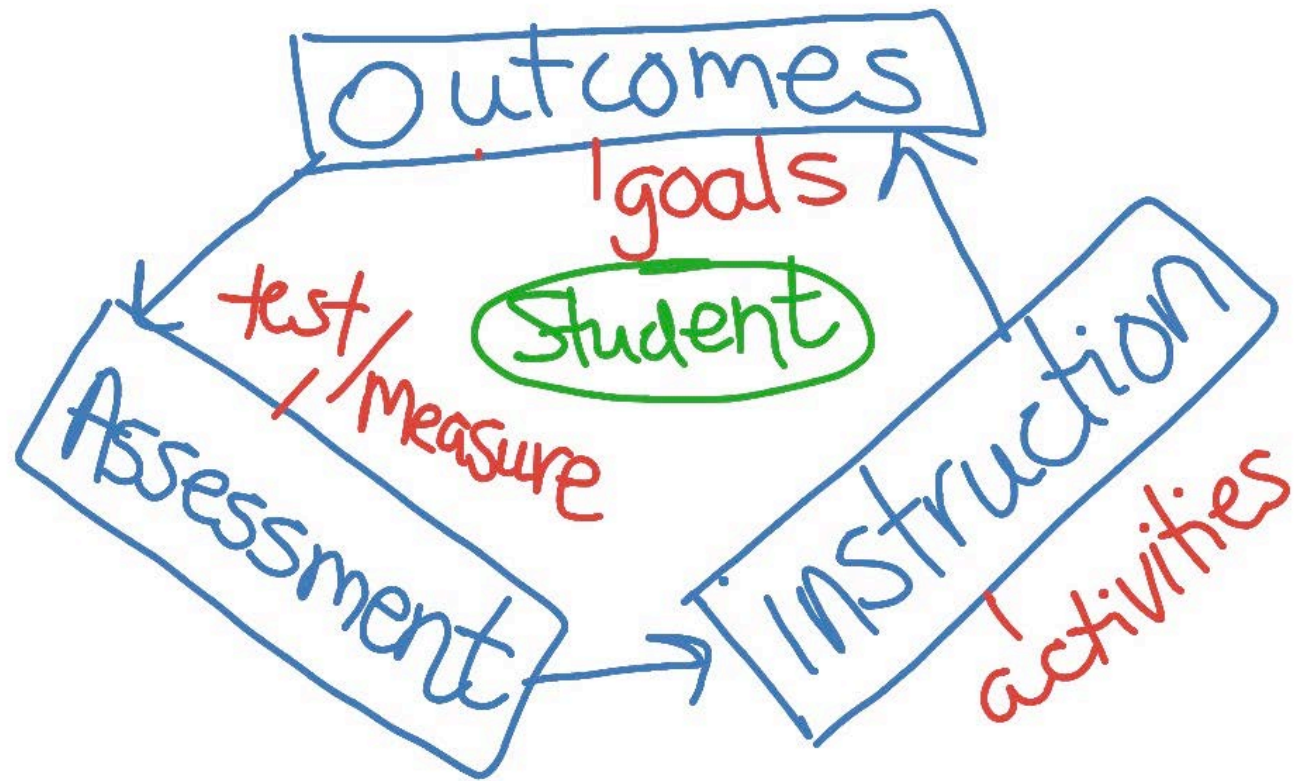 Outcomes
goals
Student
test/measure
Assessment
Instruction
activities